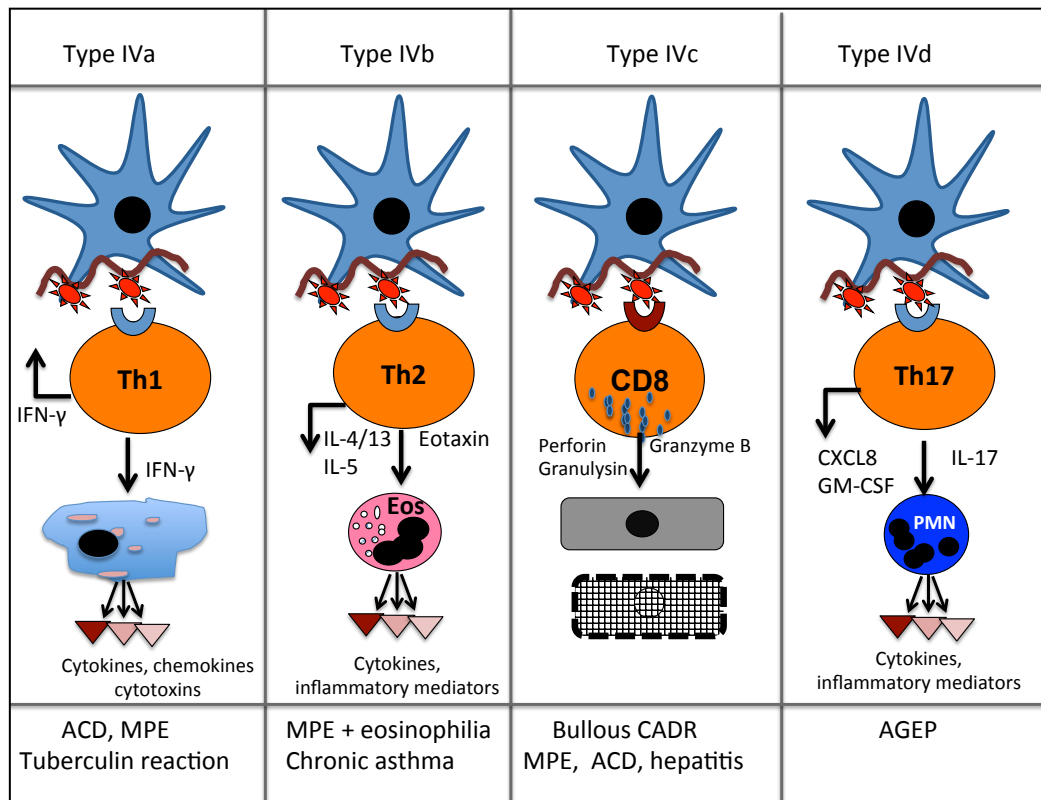 Type IVa
Type IVb
Type IVc
Type IVd
Th1
IFN-γ
IFN-γ
Cytokines, chemokines
cytotoxins
Th2
IL-4/13
IL-5
Eotaxin
Eos
Cytokines,
inflammatory mediators
CD8
Perforin
Granulysin
Granzyme B
Th17
CXCL8
GM-CSF
IL-17
PMN
Cytokines,
inflammatory mediators
ACD, MPE
Tuberculin reaction
MPE + eosinophilia
Chronic asthma
Bullous CADR
MPE, ACD, hepatitis
AGEP